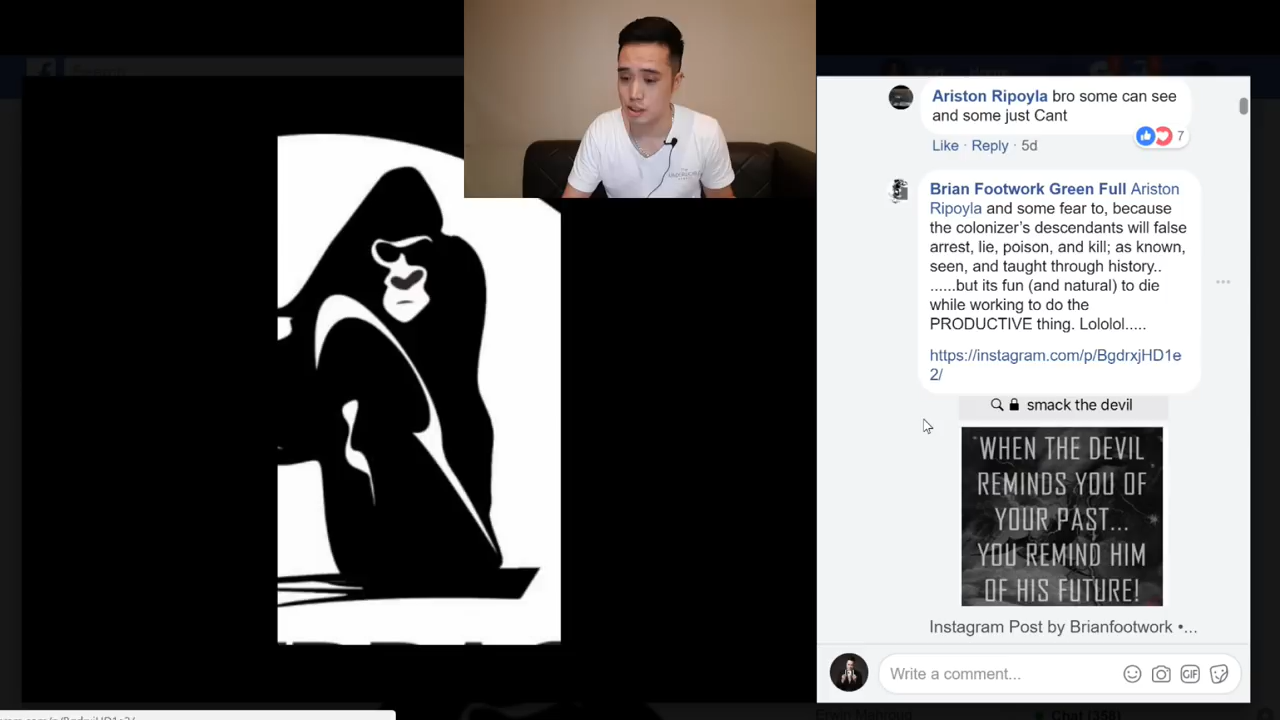 Ariston Ripoyla bro some can see
and some just Cant
7
Like · Reply · 5d
Brian Footwork Green Full Ariston
Ripoyla and some fear to, because
the colonizer's descendants will false
arrest, lie, poison, and kill; as known,
seen, and taught through history..
......but its fun (and natural) to die
while working to do the
PRODUCTIVE thing. Lololol.....
https://instagram.com/p/BgdrxjHD1e
2/
smack the devil
WHEN THE DEVIL
REMINDS YOU OF
YOUR PAST...
YOU REMIND HIM
OF HIS FUTURE!
Instagram Post by Brianfootwork •...
Write a comment...
GIF